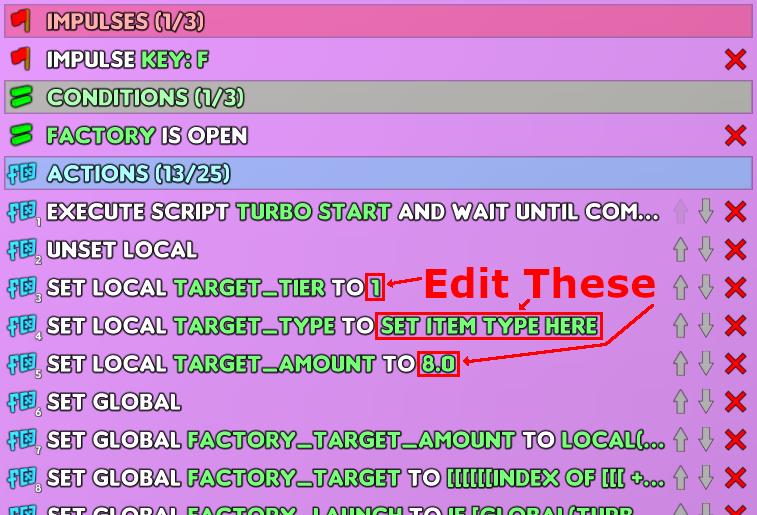 IMPULSES (1/3)
IMPULSE KEY: F
CONDITIONS (1/3)
FACTORY IS OPEN
ACTIONS (13/25)
1 EXECUTE SCRIPT TURBO START AND WAIT UNTIL COM...
2 UNSET LOCAL
3 SET LOCAL TARGET_TIER TO 1
Edit These
4 SET LOCAL TARGET_TYPE TO SET ITEM TYPE HERE
5 SET LOCAL TARGET_AMOUNT TO 8.0
6 SET GLOBAL
7 SET GLOBAL FACTORY_TARGET_AMOUNT TO LOCAL(...
8 SET GLOBAL FACTORY_TARGET TO [[[[[[INDEX OF [[[ +...
SET GLOBAL FACTORY_LAUNCH TO IF [GLOBAL(TURB...